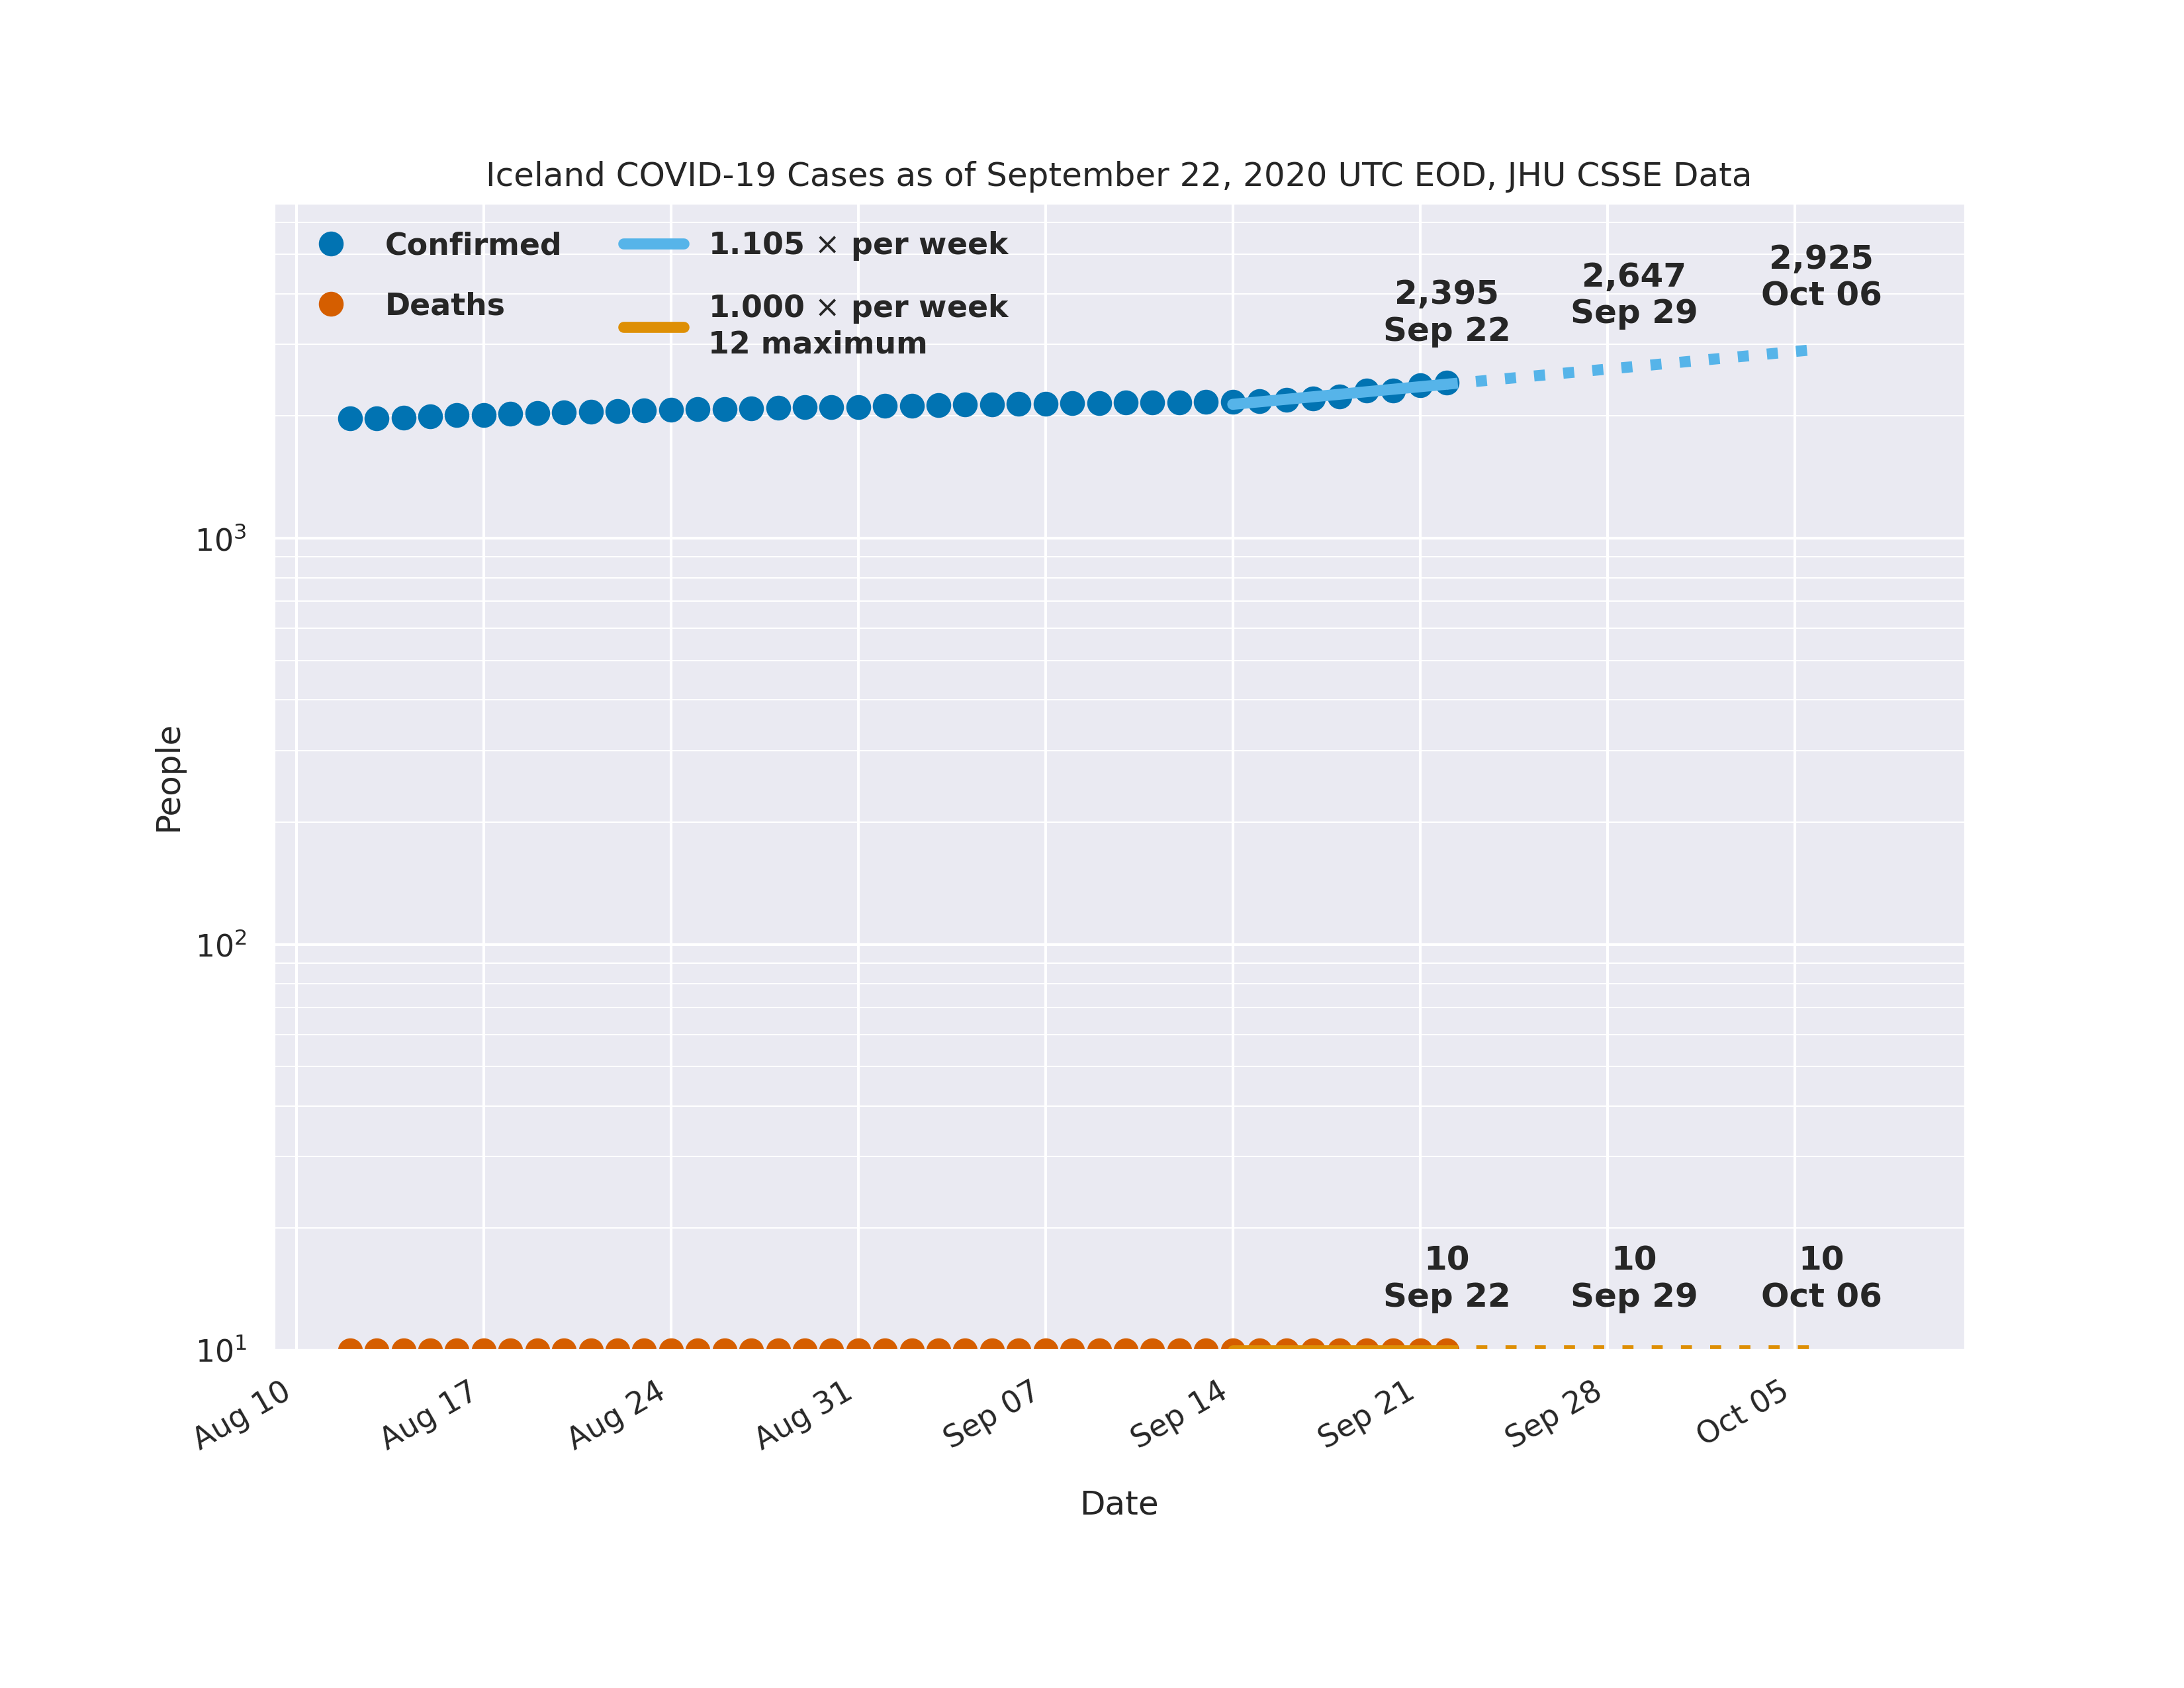 Iceland COVID-19 Cases as of September 22, 2020 UTC EOD, JHU CSSE Data
Confirmed
Deaths
1.105 × per week
1.000 × per week
12 maximum
2,395
Sep 22
2,647
Sep 29
2,925
Oct 06
10³
10²
10¹
People
10
Sep 22
10
Sep 29
10
Oct 06
Aug 10
Aug 17
Aug 24
Aug 31
Sep 07
Sep 14
Sep 21
Sep 28
Oct 05
Date